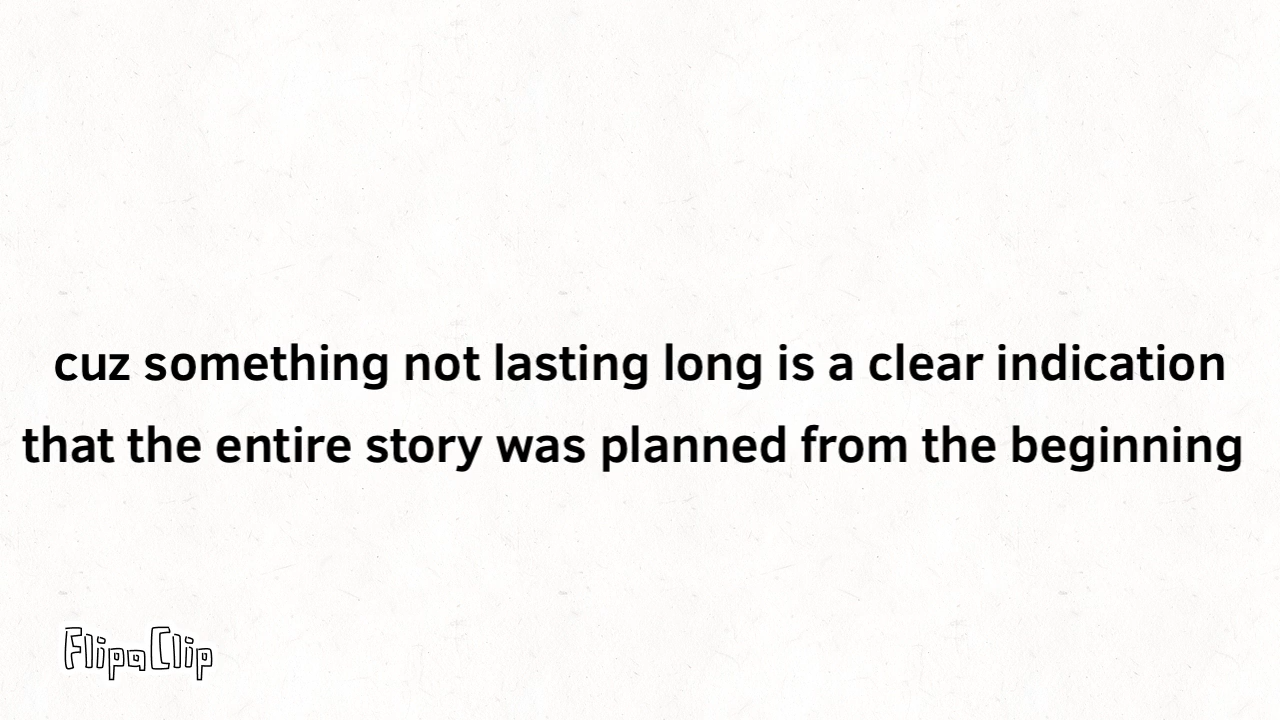 cuz something not lasting long is a clear indication
that the entire story was planned from the beginning
FlipaClip